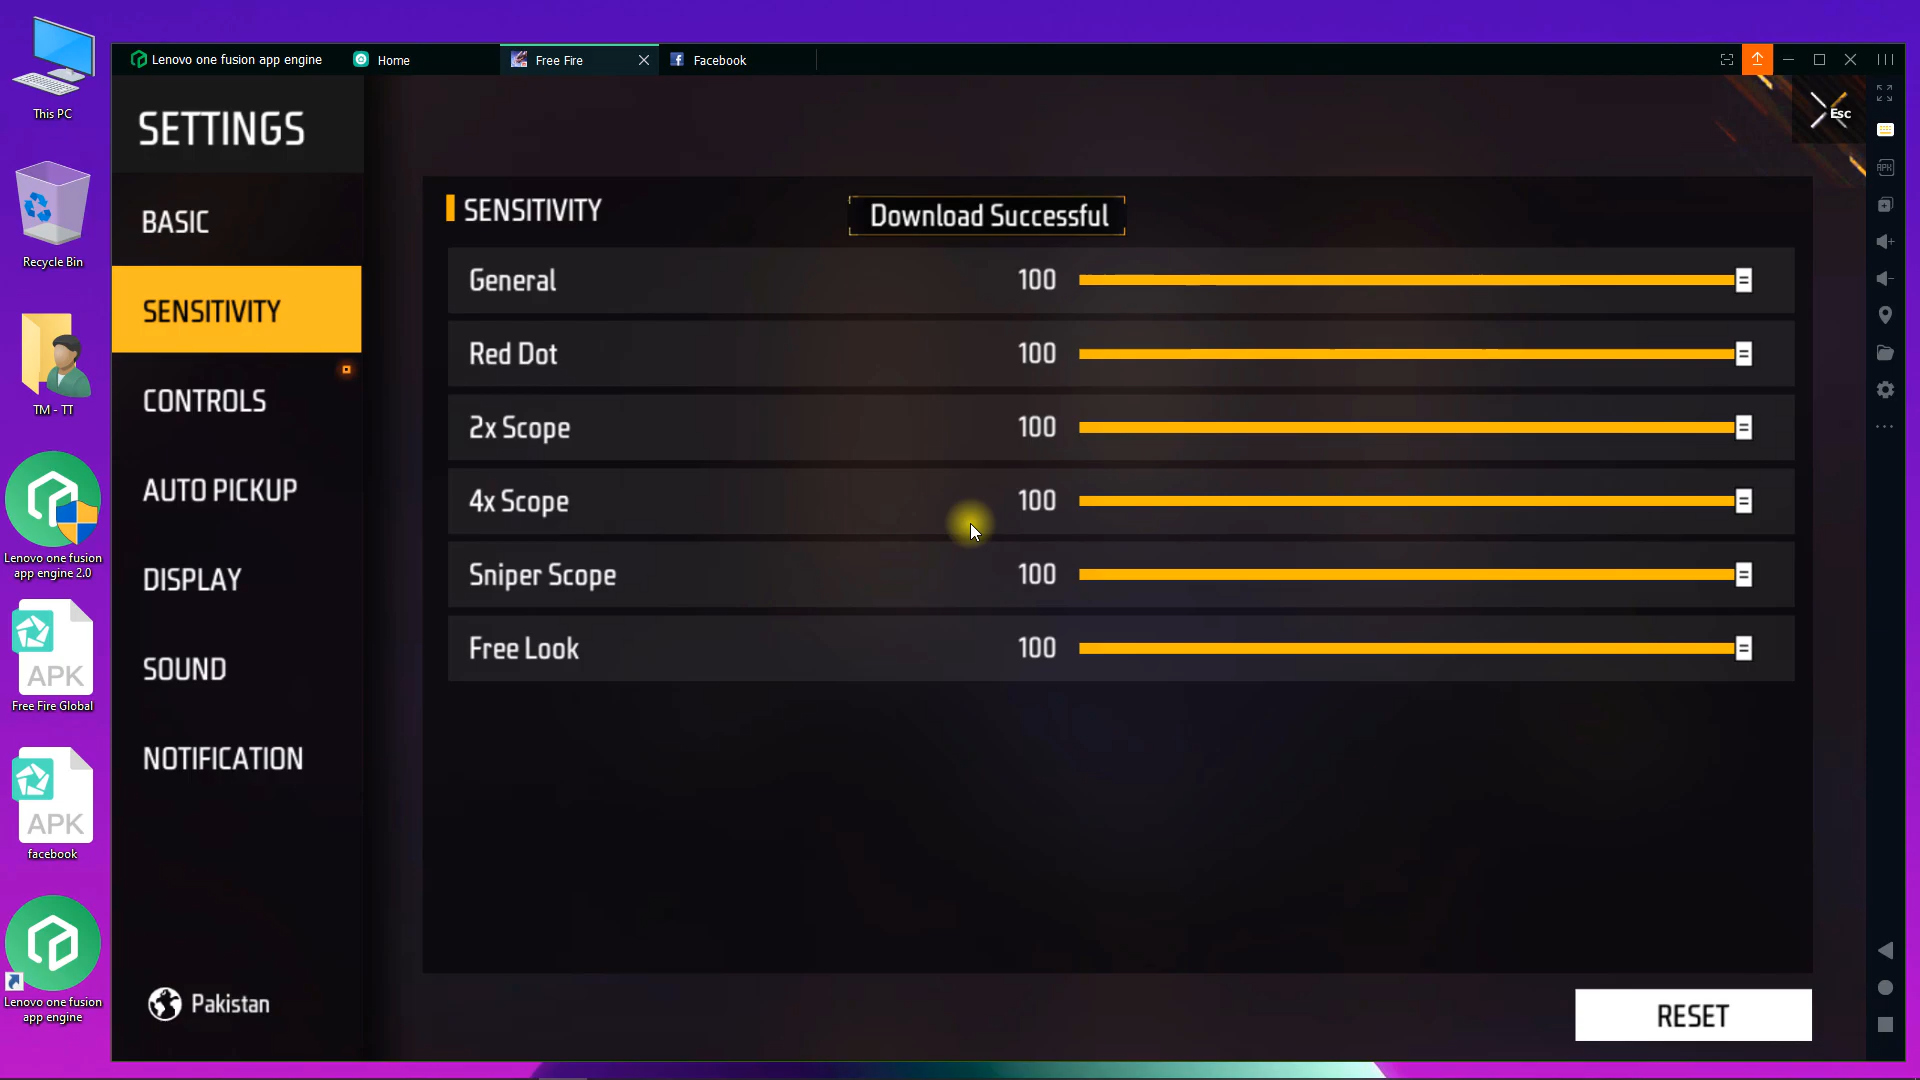 This PC
Recycle Bin
TM - TT
Lenovo one fusion
app engine 2.0
APK
Free Fire Global
APK
facebook
Lenovo one fusion
app engine
Lenovo one fusion app engine
Home
Free Fire
Facebook
SETTINGS
Esc
BASIC
SENSITIVITY
CONTROLS
AUTO PICKUP
DISPLAY
SOUND
NOTIFICATION
Pakistan
SENSITIVITY
Download Successful
General 100
Red Dot 100
2x Scope 100
4x Scope 100
Sniper Scope 100
Free Look 100
RESET
APK